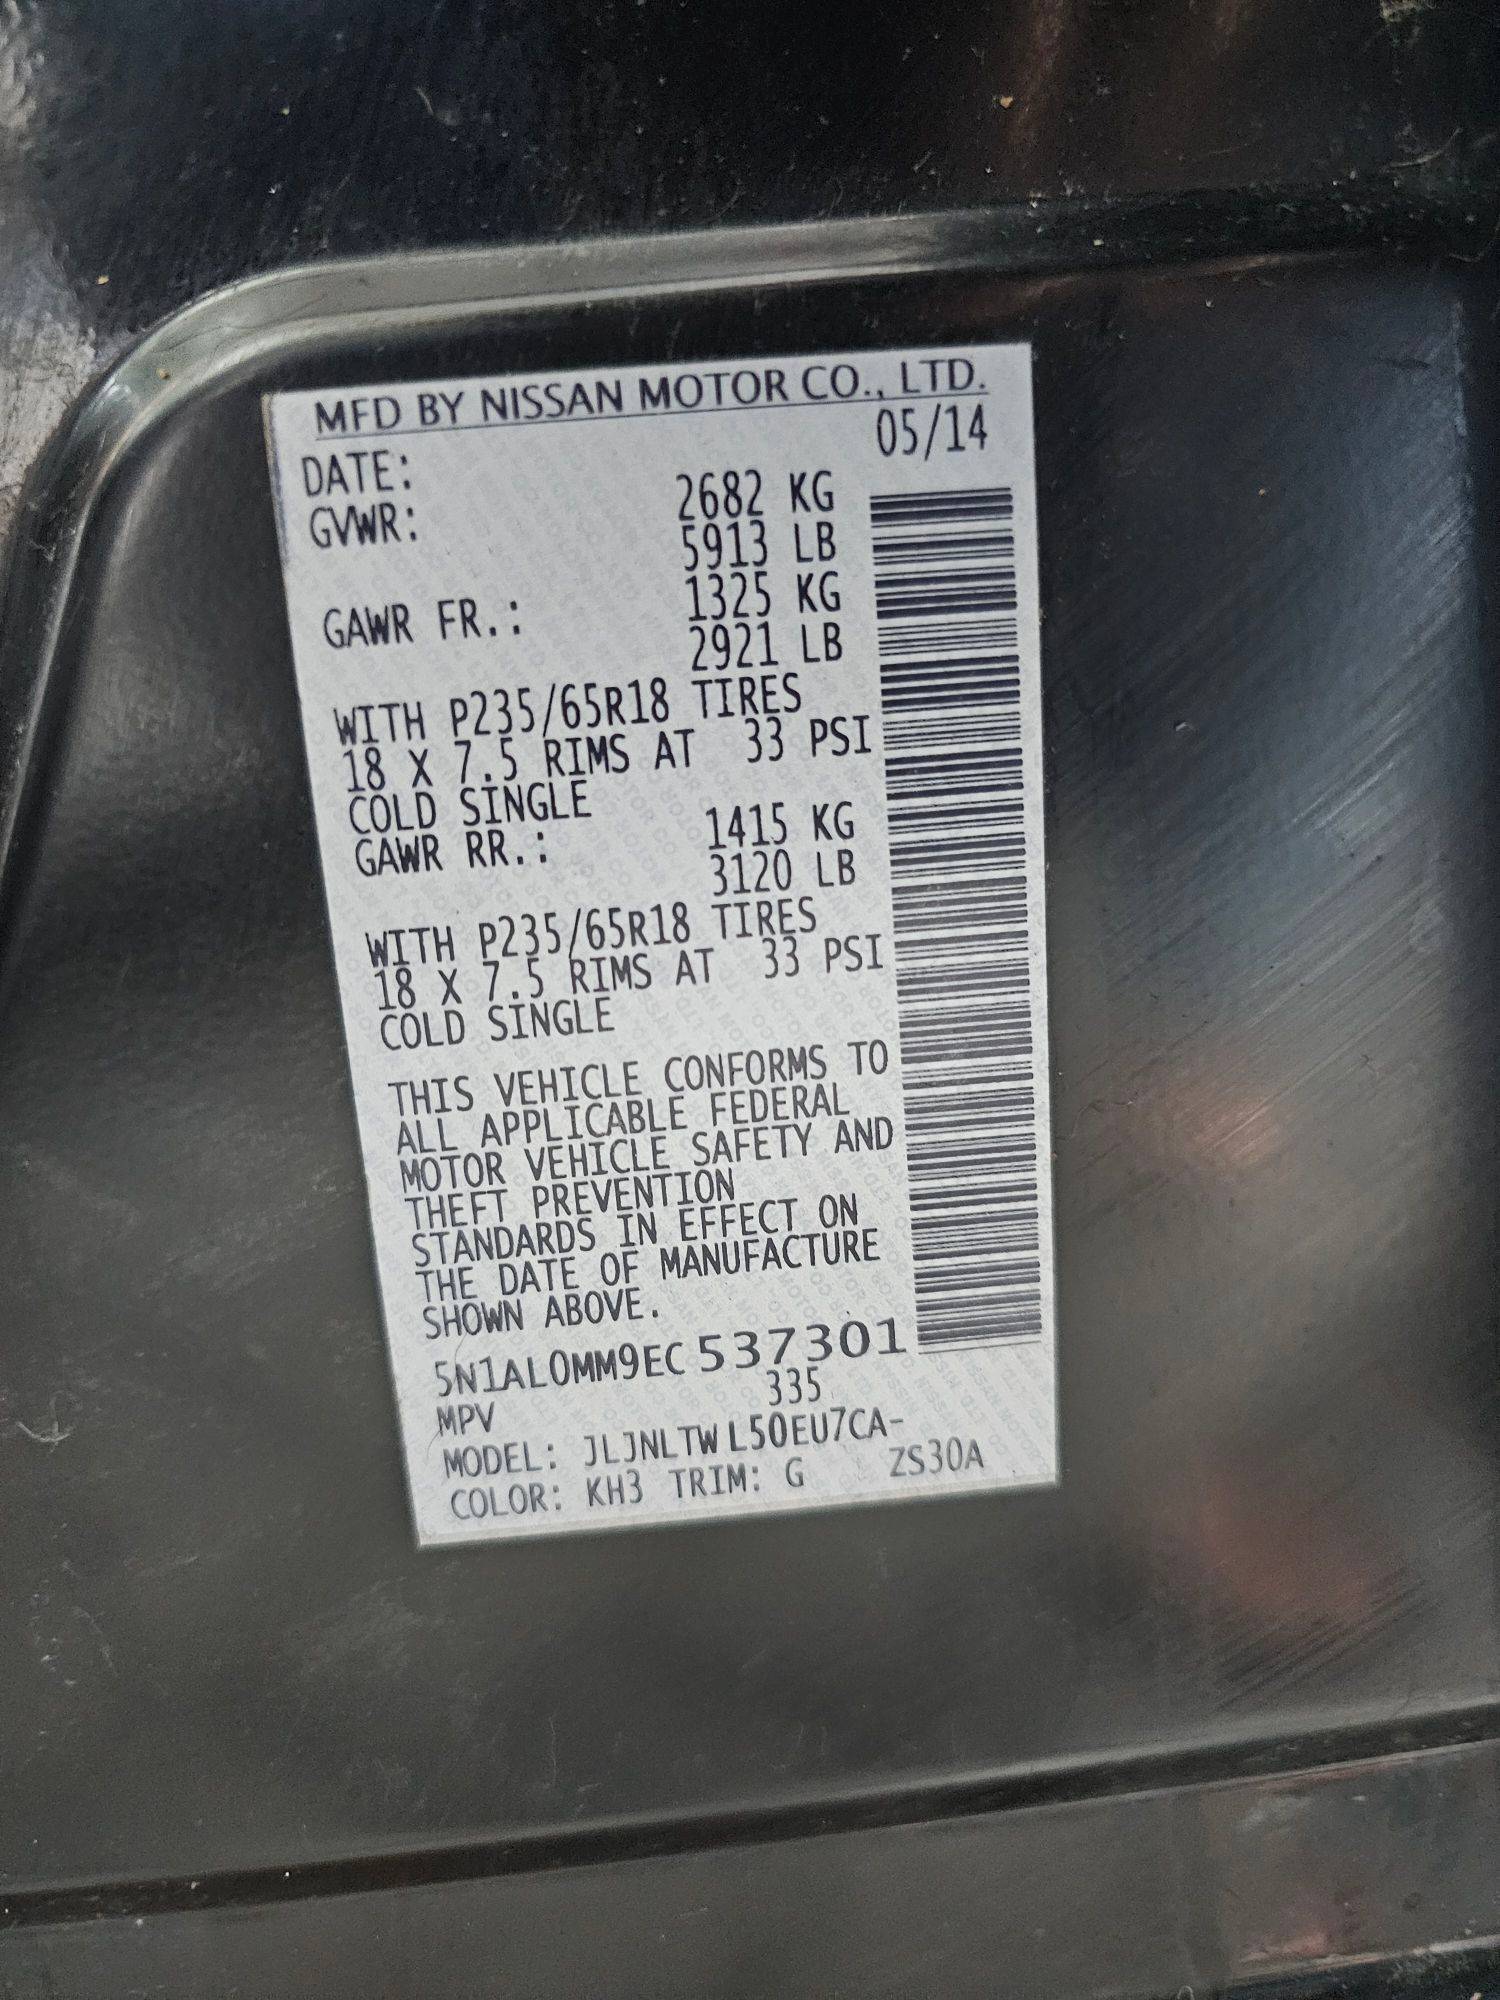 MFD BY NISSAN MOTOR CO., LTD.
DATE: 05/14
GVWR: 2682 KG
5913 LB
GAWR FR.: 1325 KG
2921 LB
WITH P235/65R18 TIRES
18 X 7.5 RIMS AT 33 PSI
COLD SINGLE
GAWR RR.: 1415 KG
3120 LB
WITH P235/65R18 TIRES
18 X 7.5 RIMS AT 33 PSI
COLD SINGLE
THIS VEHICLE CONFORMS TO
ALL APPLICABLE FEDERAL
MOTOR VEHICLE SAFETY AND
THEFT PREVENTION
STANDARDS IN EFFECT ON
THE DATE OF MANUFACTURE
SHOWN ABOVE.
5N1AL0MM9EC 537301
MPV 335
MODEL: JLJNLTW L50EU7CA-
COLOR: KH3 TRIM: G ZS30A